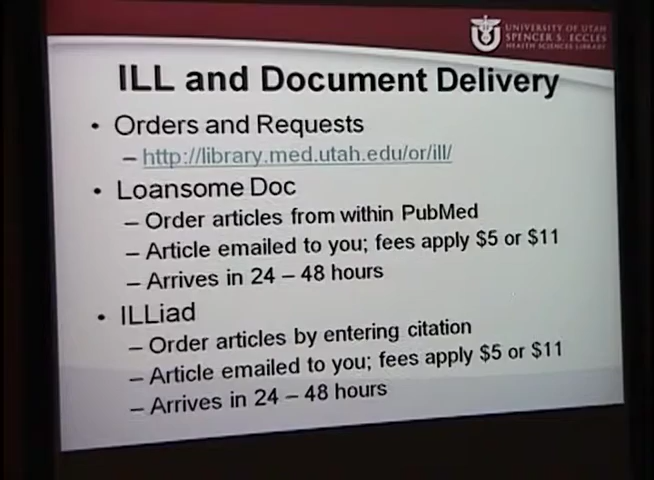 UNIVERSITY OF UTAH
SPENCER S. ECCLES
HEALTH SCIENCES LIBRARY
ILL and Document Delivery
• Orders and Requests
– http://library.med.utah.edu/or/ill/
• Loansome Doc
– Order articles from within PubMed
– Article emailed to you; fees apply $5 or $11
– Arrives in 24 – 48 hours
• ILLiad
– Order articles by entering citation
– Article emailed to you; fees apply $5 or $11
– Arrives in 24 – 48 hours